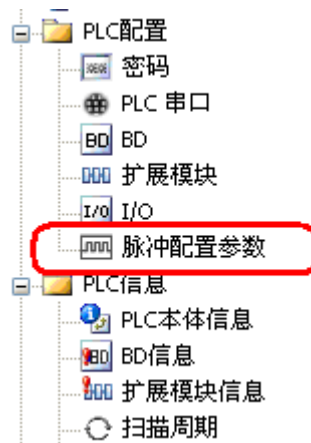 PLC配置
密码
PLC 串口
BD BD
扩展模块
I/O I/O
脉冲配置参数
PLC信息
PLC本体信息
BD BD信息
扩展模块信息
扫描周期